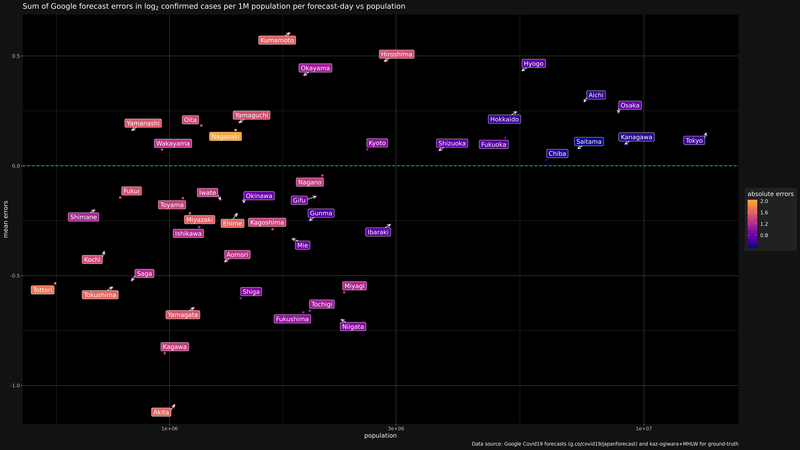 Sum of Google forecast errors in log2 confirmed cases per 1M population per forecast-day vs population
Kumamoto
Hiroshima
Okayama
Hyogo
Aichi
Osaka
Hokkaido
Yamanashi
Oita
Yamaguchi
Nagasaki
Wakayama
Kyoto
Shizuoka
Fukuoka
Saitama
Kanagawa
Tokyo
Chiba
Nagano
Fukui
Iwate
Okinawa
Gifu
Toyama
Shimane
Miyazaki
Ehime
Kagoshima
Gunma
Ishikawa
Ibaraki
Mie
Kochi
Aomori
Saga
Tottori
Tokushima
Shiga
Miyagi
Tochigi
Yamagata
Fukushima
Niigata
Kagawa
Akita
0.5
0.0
-0.5
-1.0
mean errors
1e+06
3e+06
1e+07
population
absolute errors
2.0
1.6
1.2
0.8
Data source: Google Covid19 forecasts (g.co/covid19/japanforecast) and kaz-ogiwara+MHLW for ground-truth